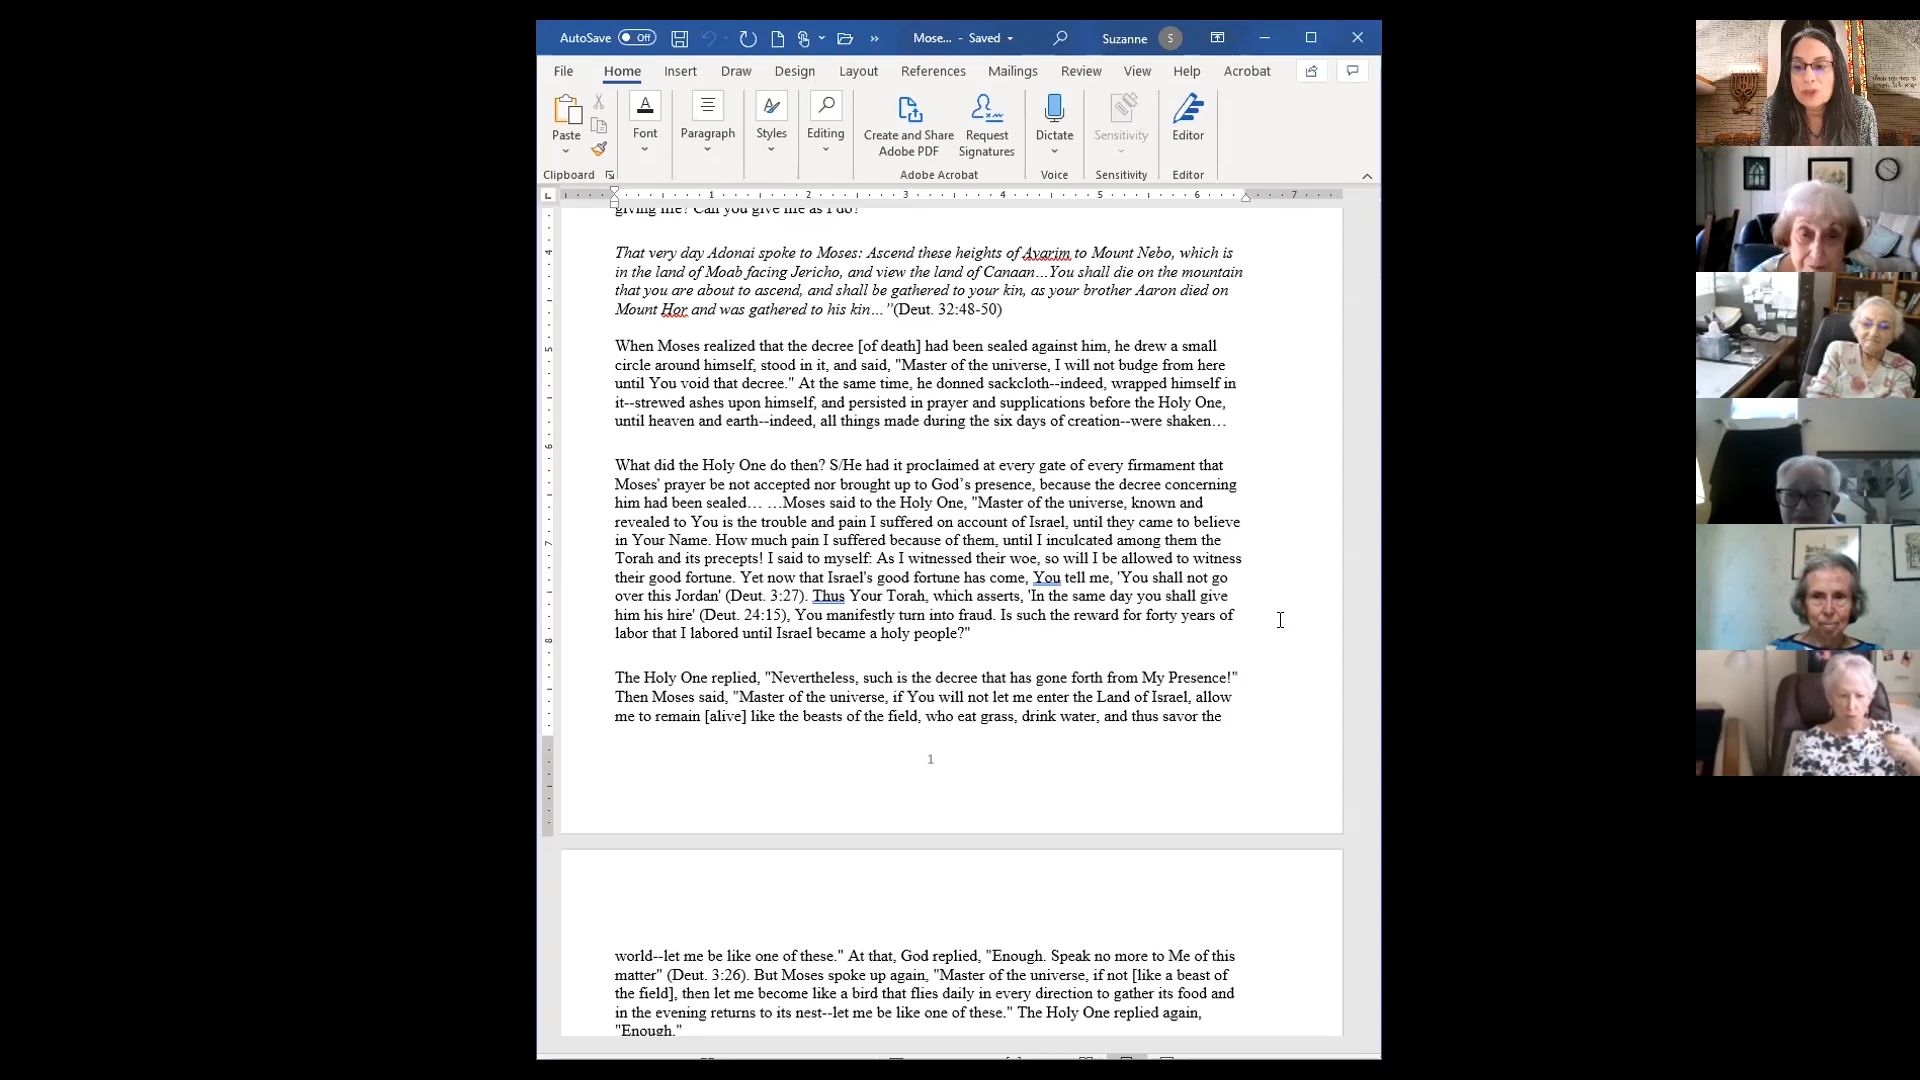 AutoSave Off Mose... - Saved Suzanne S
File Home Insert Draw Design Layout References Mailings Review View Help Acrobat
Paste Font Paragraph Styles Editing Create and Share Adobe PDF Request Signatures Dictate Sensitivity Editor
Clipboard Adobe Acrobat Voice Sensitivity Editor
1 2 3 4 5 6 7
giving me? Can you give me as I do?
That very day Adonai spoke to Moses: Ascend these heights of Avarim to Mount Nebo, which is
in the land of Moab facing Jericho, and view the land of Canaan…You shall die on the mountain
that you are about to ascend, and shall be gathered to your kin, as your brother Aaron died on
Mount Hor and was gathered to his kin…"(Deut. 32:48-50)
When Moses realized that the decree [of death] had been sealed against him, he drew a small
circle around himself, stood in it, and said, "Master of the universe, I will not budge from here
until You void that decree." At the same time, he donned sackcloth--indeed, wrapped himself in
it--strewed ashes upon himself, and persisted in prayer and supplications before the Holy One,
until heaven and earth--indeed, all things made during the six days of creation--were shaken…
What did the Holy One do then? S/He had it proclaimed at every gate of every firmament that
Moses' prayer be not accepted nor brought up to God's presence, because the decree concerning
him had been sealed… …Moses said to the Holy One, "Master of the universe, known and
revealed to You is the trouble and pain I suffered on account of Israel, until they came to believe
in Your Name. How much pain I suffered because of them, until I inculcated among them the
Torah and its precepts! I said to myself: As I witnessed their woe, so will I be allowed to witness
their good fortune. Yet now that Israel's good fortune has come, You tell me, 'You shall not go
over this Jordan' (Deut. 3:27). Thus Your Torah, which asserts, 'In the same day you shall give
him his hire' (Deut. 24:15), You manifestly turn into fraud. Is such the reward for forty years of
labor that I labored until Israel became a holy people?"
The Holy One replied, "Nevertheless, such is the decree that has gone forth from My Presence!"
Then Moses said, "Master of the universe, if You will not let me enter the Land of Israel, allow
me to remain [alive] like the beasts of the field, who eat grass, drink water, and thus savor the
1
world--let me be like one of these." At that, God replied, "Enough. Speak no more to Me of this
matter" (Deut. 3:26). But Moses spoke up again, "Master of the universe, if not [like a beast of
the field], then let me become like a bird that flies daily in every direction to gather its food and
in the evening returns to its nest--let me be like one of these." The Holy One replied again,
"Enough."